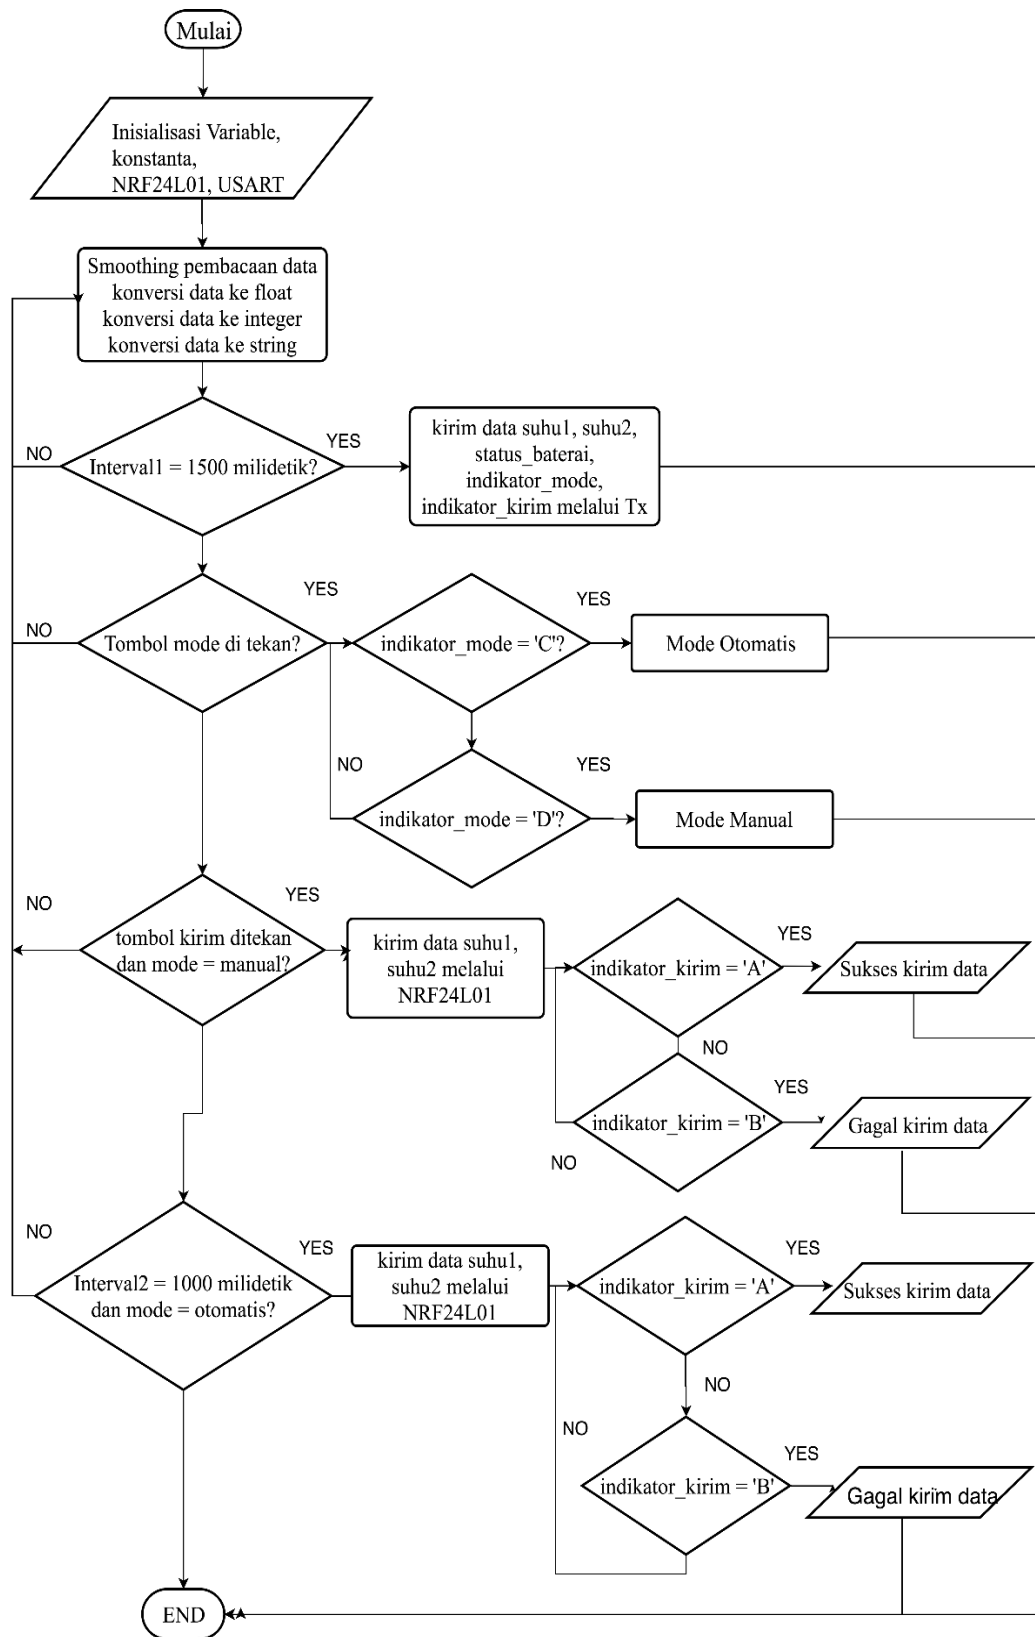 Mulai
Inisialisasi Variable,
konstanta,
NRF24L01, USART
Smoothing pembacaan data
konversi data ke float
konversi data ke integer
konversi data ke string
NO
Interval1 = 1500 milidetik?
YES
kirim data suhu1, suhu2,
status_baterai,
indikator_mode,
indikator_kirim melalui Tx
NO
Tombol mode di tekan?
YES
indikator_mode = 'C'?
YES
Mode Otomatis
NO
indikator_mode = 'D'?
YES
Mode Manual
NO
tombol kirim ditekan
dan mode = manual?
YES
kirim data suhu1,
suhu2 melalui
NRF24L01
indikator_kirim = 'A'
YES
Sukses kirim data
NO
indikator_kirim = 'B'
YES
Gagal kirim data
NO
NO
Interval2 = 1000 milidetik
dan mode = otomatis?
YES
kirim data suhu1,
suhu2 melalui
NRF24L01
indikator_kirim = 'A'
YES
Sukses kirim data
NO
NO
indikator_kirim = 'B'
YES
Gagal kirim data
END